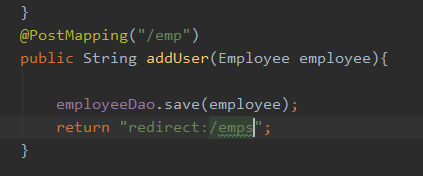 }
@PostMapping("/emp")
public String addUser(Employee employee){
employeeDao.save(employee);
return "redirect:/emps";
}